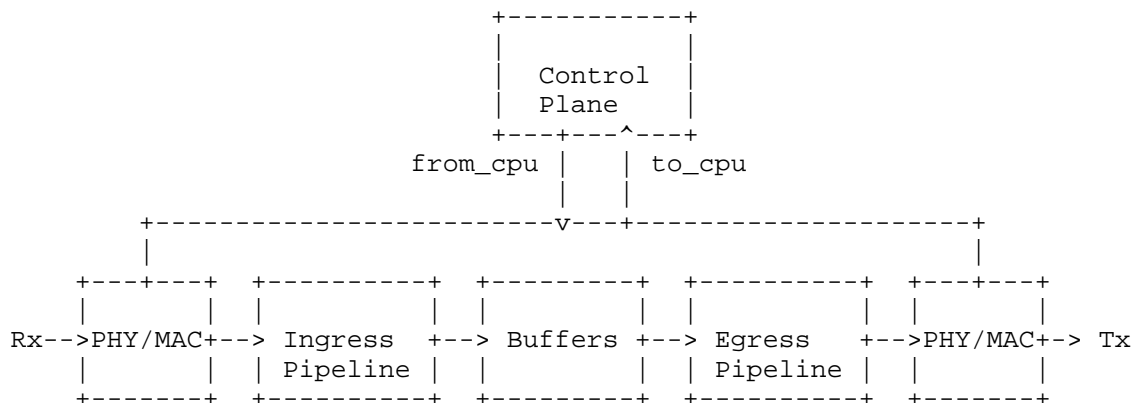 Control
Plane
from_cpu to_cpu
Rx-->PHY/MAC+--> Ingress +--> Buffers +--> Egress +-->PHY/MAC+-> Tx
Pipeline Pipeline